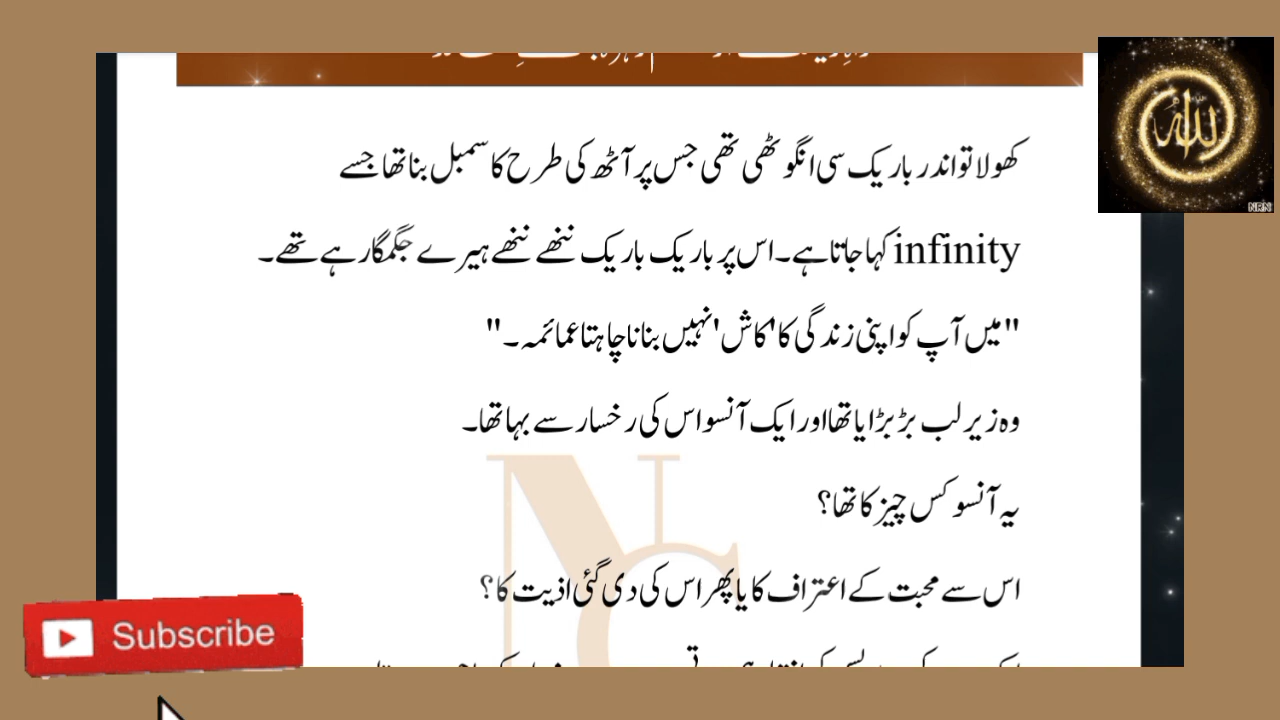 کھولا تو اندر باریک سی انگوٹھی تھی جس پر آٹھ کی طرح کا سمبل بنا تھا جسے
infinity کہا جاتا ہے۔ اس پر باریک باریک ننھے ننھے ہیرے جگمگا رہے تھے۔
"میں آپ کو اپنی زندگی کا 'کاش' نہیں بنانا چاہتا عمائمہ۔"
وہ زیر لب بڑبڑایا تھا اور ایک آنسو اس کی رخسار سے بہا تھا۔
یہ آنسو کس چیز کا تھا؟
اس سے محبت کے اعتراف کا یا پھر اس کی دی گئی اذیت کا؟
الله
NRN
NC
Subscribe